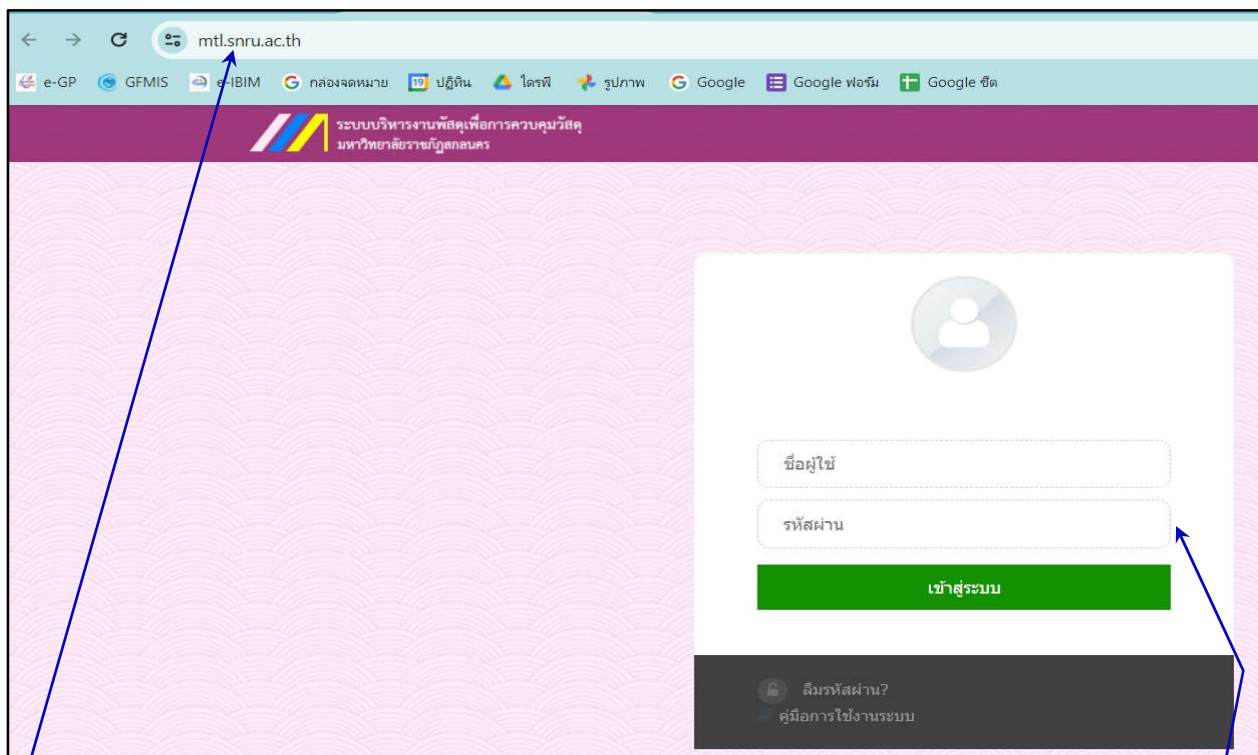 mtl.snru.ac.th
e-GP GFMIS e-IBIM กล่องจดหมาย 19 ปฏิทิน ไดรฟ์ รูปภาพ Google Google ฟอร์ม Google ชีต
ระบบบริหารงานพัสดุเพื่อการควบคุมวัสดุ
มหาวิทยาลัยราชภัฏสกลนคร
ชื่อผู้ใช้
รหัสผ่าน
เข้าสู่ระบบ
ลืมรหัสผ่าน?
คู่มือการใช้งานระบบ